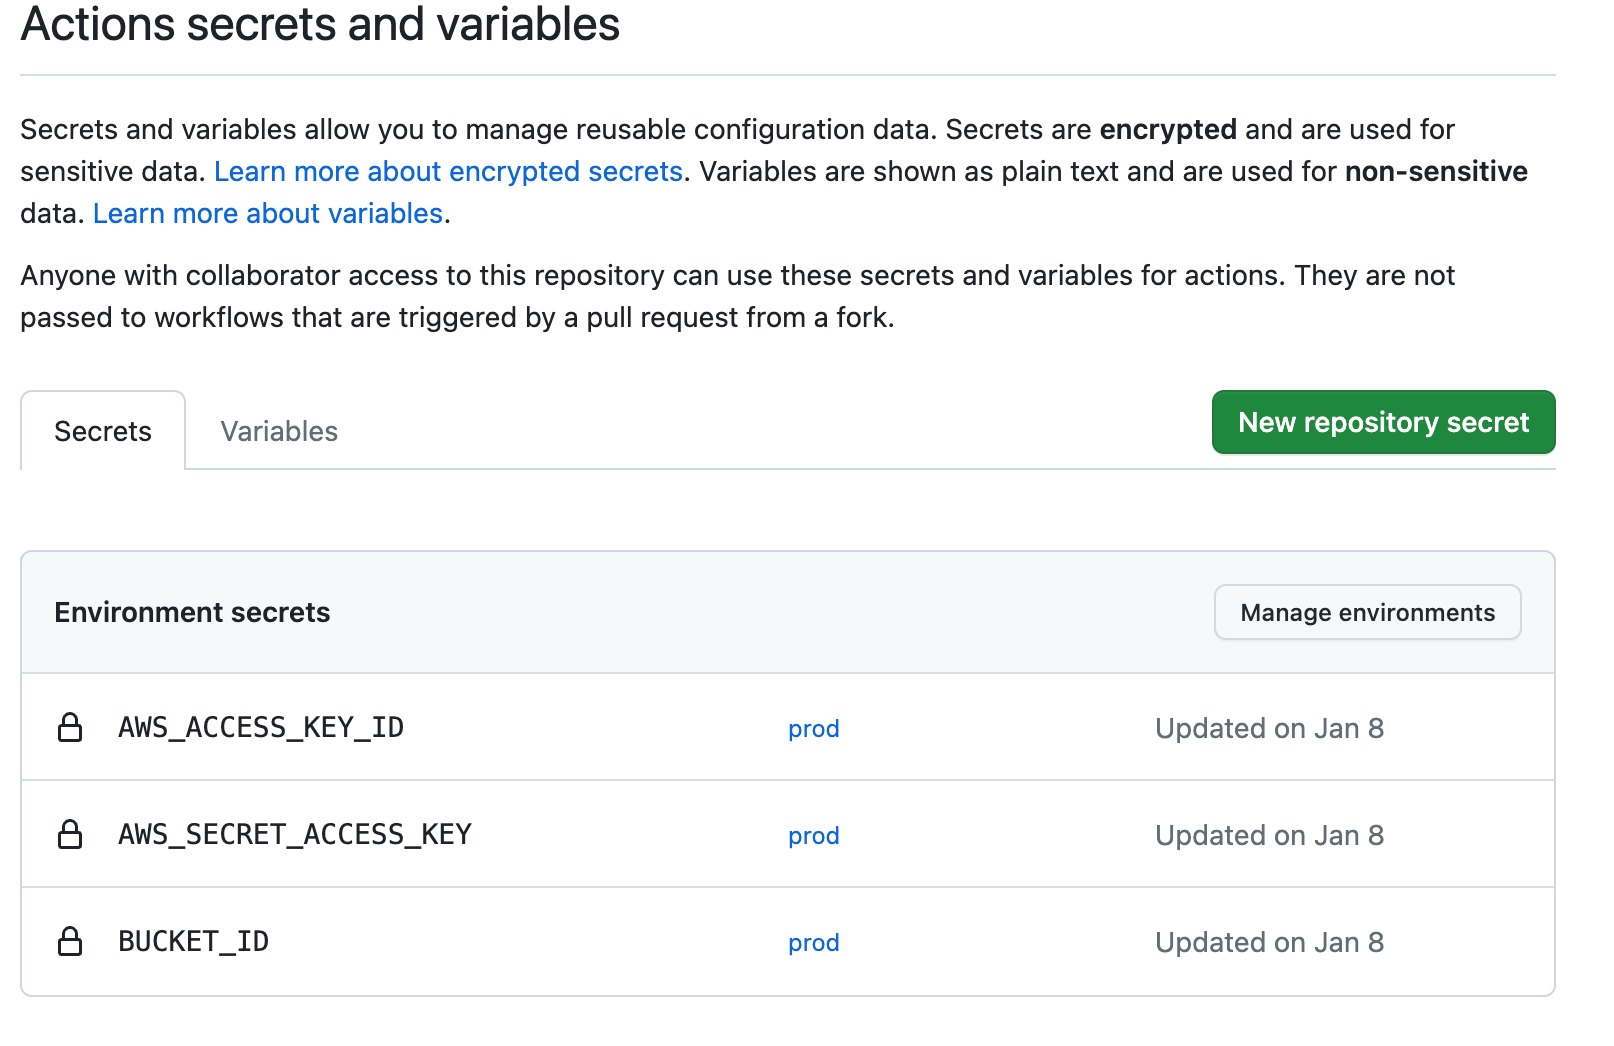 Actions secrets and variables
Secrets and variables allow you to manage reusable configuration data. Secrets are encrypted and are used for
sensitive data. Learn more about encrypted secrets. Variables are shown as plain text and are used for non-sensitive
data. Learn more about variables.
Anyone with collaborator access to this repository can use these secrets and variables for actions. They are not
passed to workflows that are triggered by a pull request from a fork.
Secrets Variables New repository secret
Environment secrets Manage environments
AWS_ACCESS_KEY_ID prod Updated on Jan 8
AWS_SECRET_ACCESS_KEY prod Updated on Jan 8
BUCKET_ID prod Updated on Jan 8